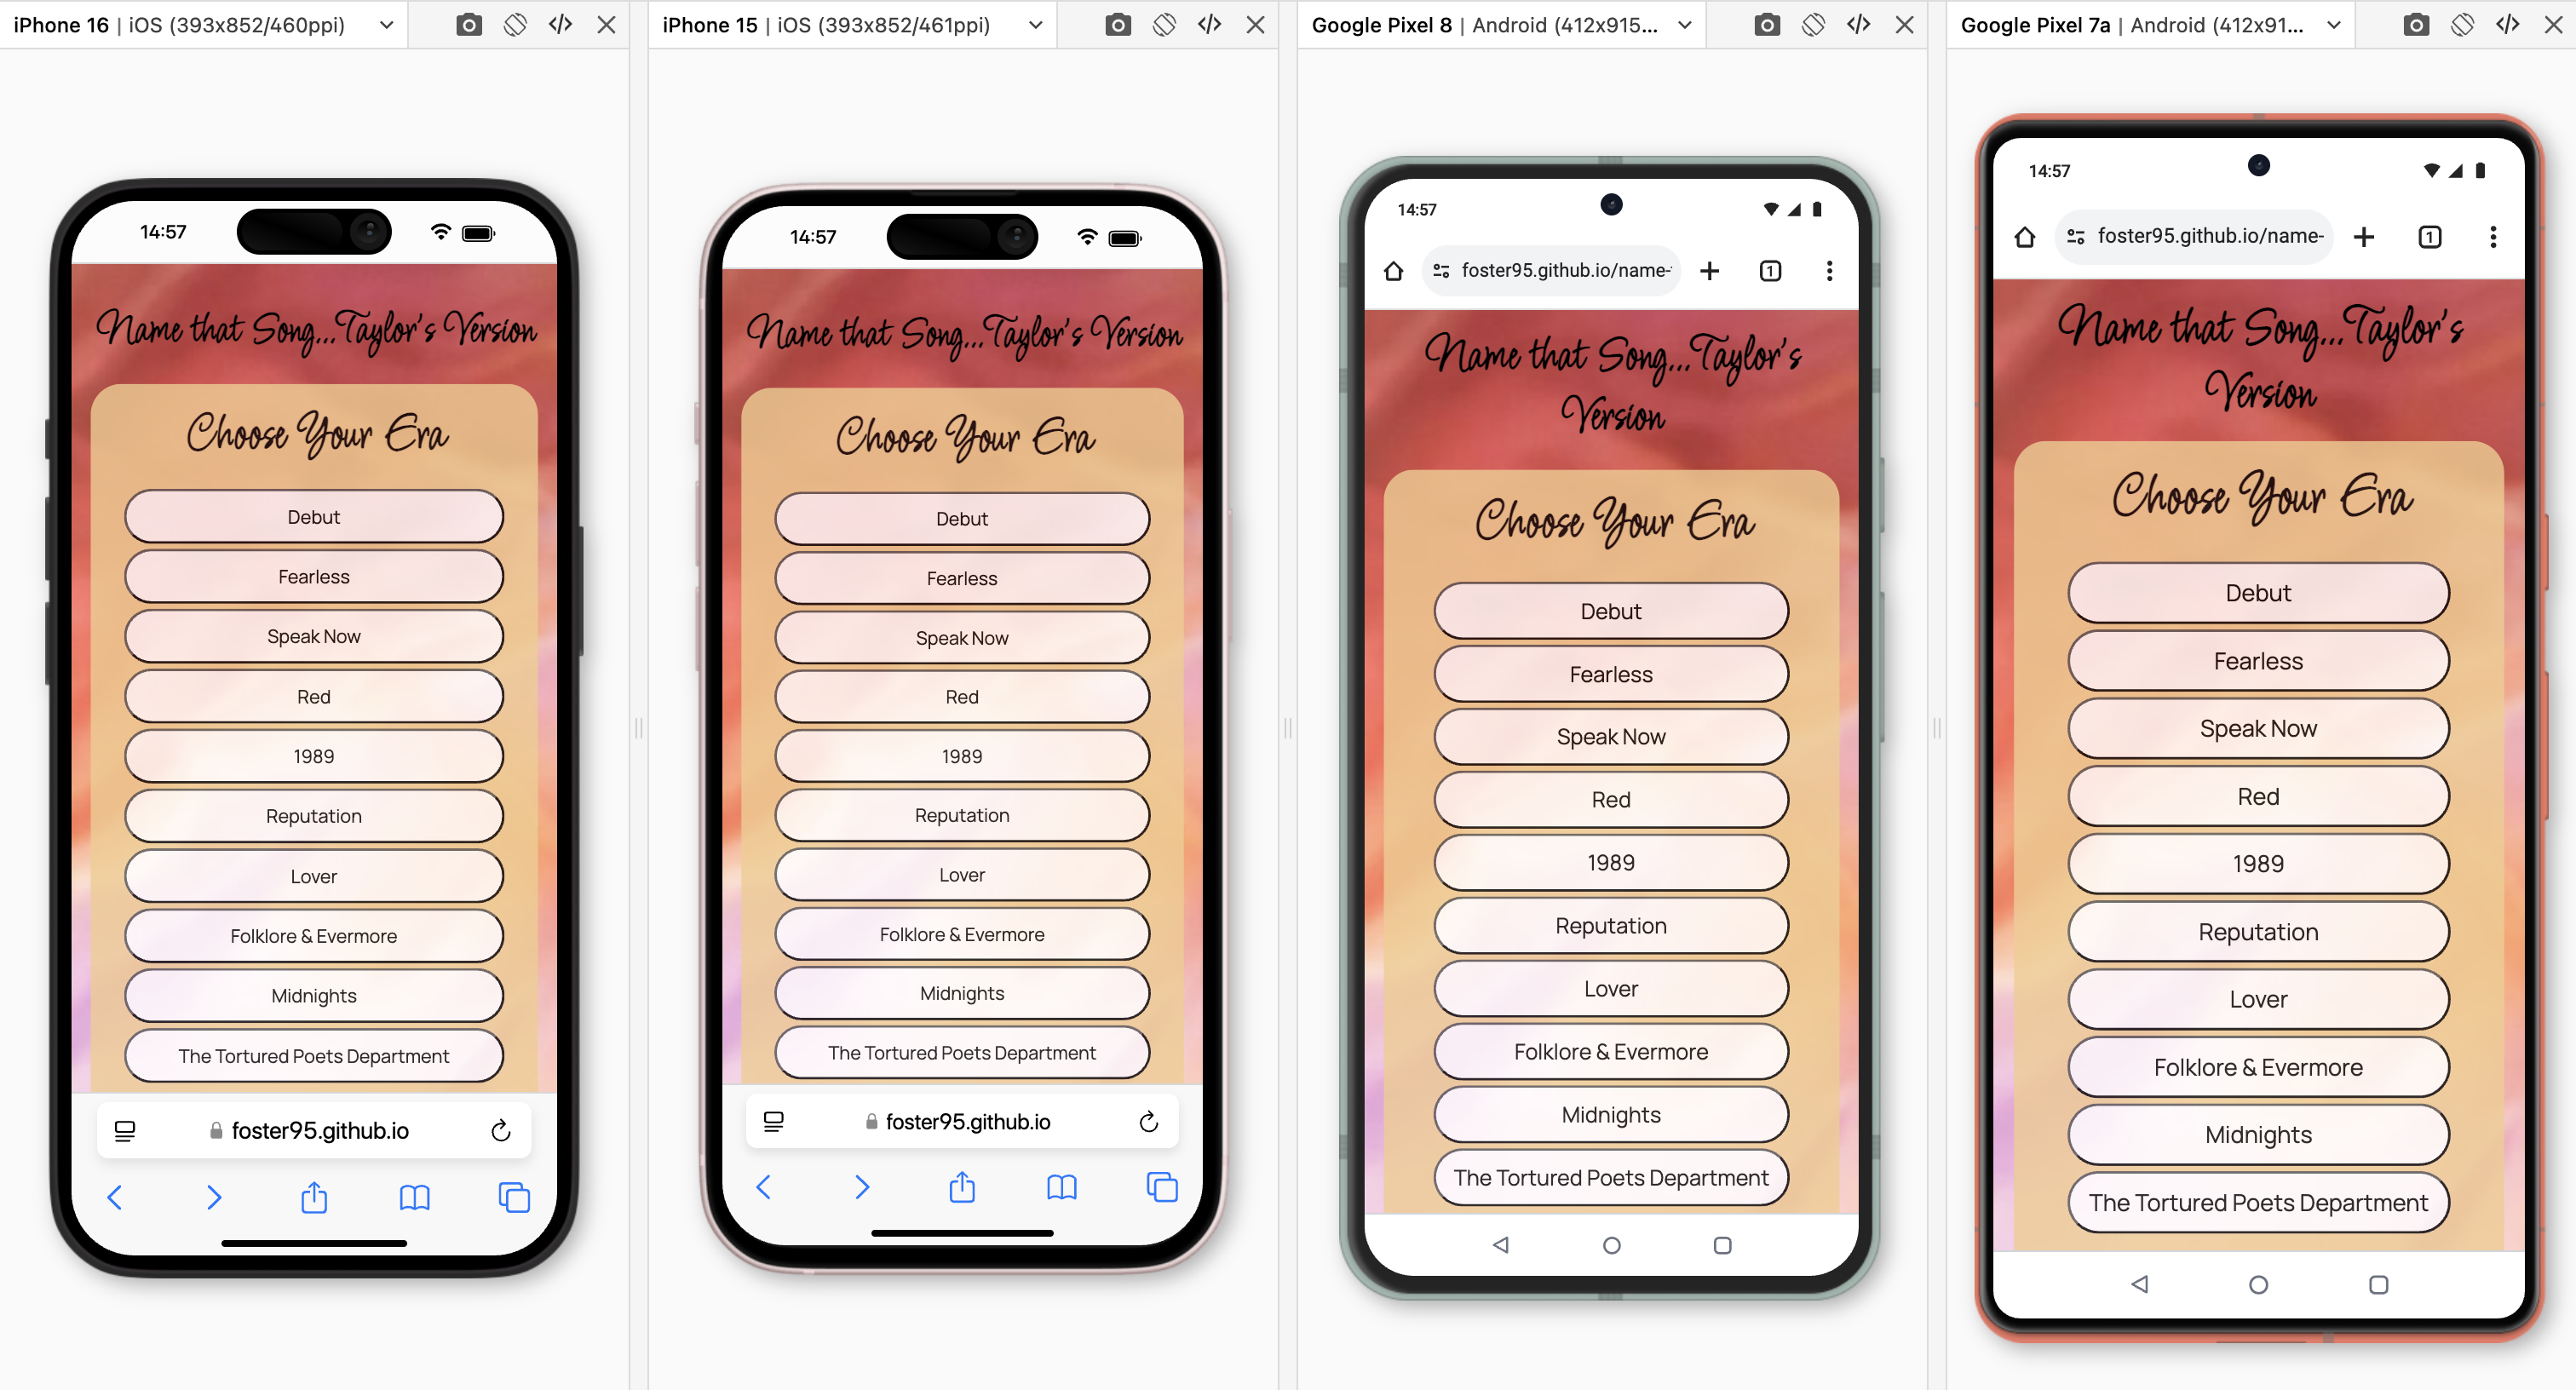 iPhone 16 | iOS (393x852/460ppi)
14:57
Name that Song...Taylor's Version
Choose Your Era
Debut
Fearless
Speak Now
Red
1989
Reputation
Lover
Folklore & Evermore
Midnights
The Tortured Poets Department
foster95.github.io
iPhone 15 | iOS (393x852/461ppi)
14:57
Name that Song...Taylor's Version
Choose Your Era
Debut
Fearless
Speak Now
Red
1989
Reputation
Lover
Folklore & Evermore
Midnights
The Tortured Poets Department
foster95.github.io
Google Pixel 8 | Android (412x915...
14:57
foster95.github.io/name-
1
Name that Song...Taylor's
Version
Choose Your Era
Debut
Fearless
Speak Now
Red
1989
Reputation
Lover
Folklore & Evermore
Midnights
The Tortured Poets Department
Google Pixel 7a | Android (412x91...
14:57
foster95.github.io/name-
1
Name that Song...Taylor's
Version
Choose Your Era
Debut
Fearless
Speak Now
Red
1989
Reputation
Lover
Folklore & Evermore
Midnights
The Tortured Poets Department